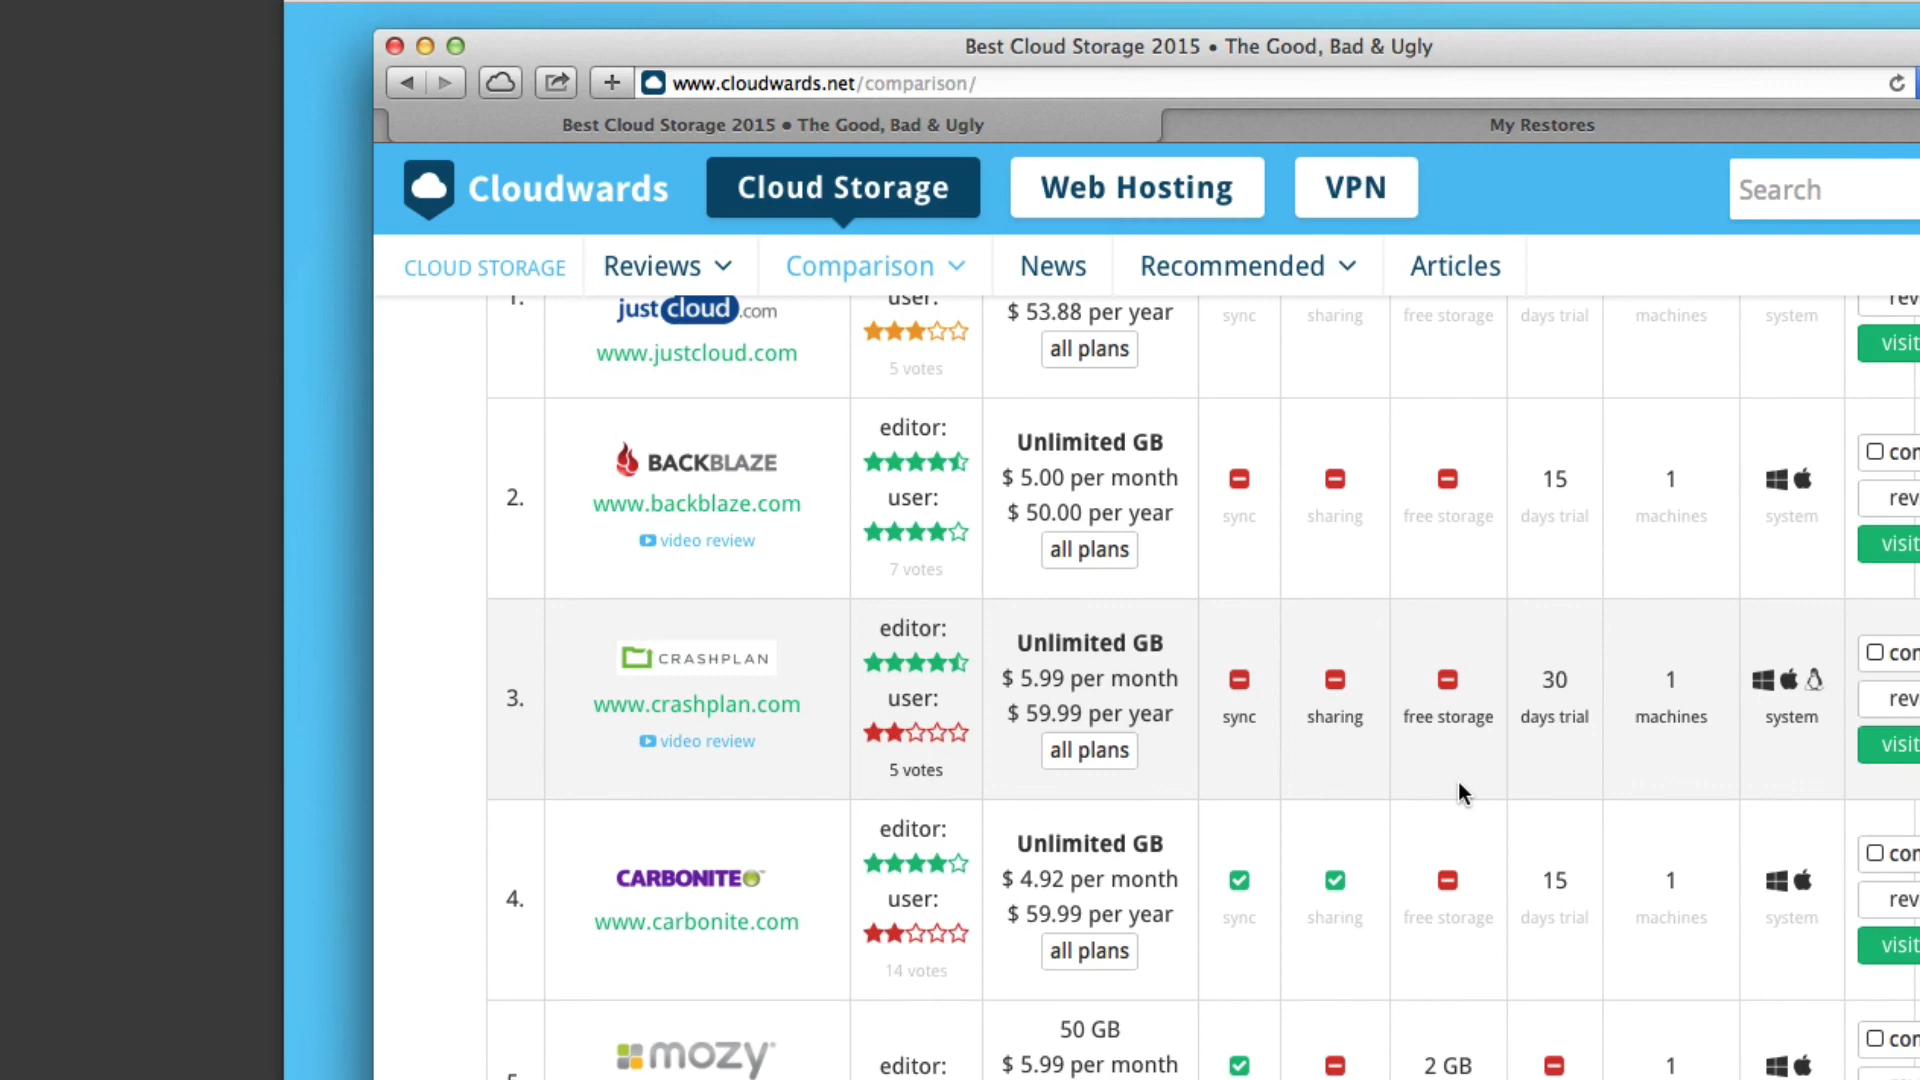 Best Cloud Storage 2015 • The Good, Bad & Ugly
www.cloudwards.net/comparison/
Best Cloud Storage 2015 • The Good, Bad & Ugly
My Restores
Cloudwards
Cloud Storage
Web Hosting
VPN
Search
CLOUD STORAGE
Reviews
Comparison
News
Recommended
Articles
1.
justcloud.com
www.justcloud.com
user:
5 votes
$ 53.88 per year
all plans
sync
sharing
free storage
days trial
machines
system
visit
2.
BACKBLAZE
www.backblaze.com
video review
editor:
user:
7 votes
Unlimited GB
$ 5.00 per month
$ 50.00 per year
all plans
sync
sharing
free storage
15
days trial
1
machines
system
rev
visit
3.
CRASHPLAN
www.crashplan.com
video review
editor:
user:
5 votes
Unlimited GB
$ 5.99 per month
$ 59.99 per year
all plans
sync
sharing
free storage
30
days trial
1
machines
system
rev
visit
4.
CARBONITE
www.carbonite.com
editor:
user:
14 votes
Unlimited GB
$ 4.92 per month
$ 59.99 per year
all plans
sync
sharing
free storage
15
days trial
1
machines
system
rev
visit
mozy
editor:
50 GB
$ 5.99 per month
2 GB
1